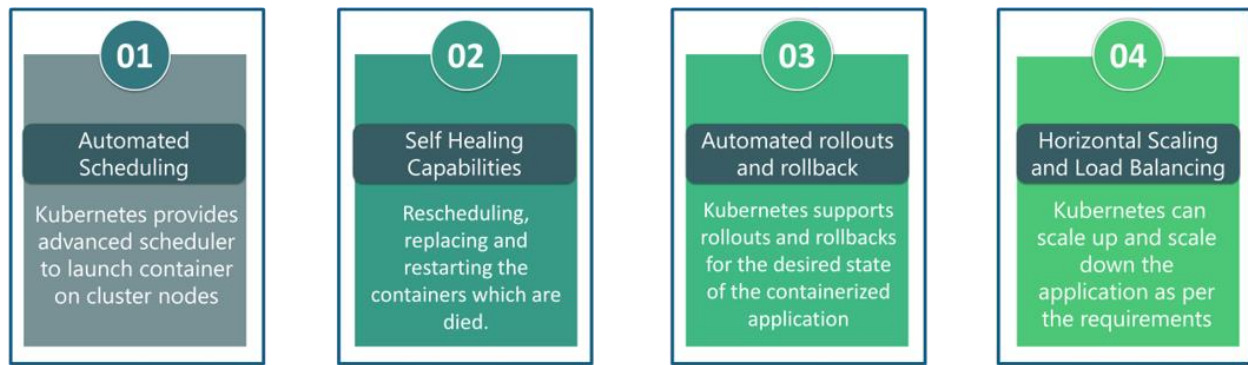 01
Automated
Scheduling
Kubernetes provides
advanced scheduler
to launch container
on cluster nodes
02
Self Healing
Capabilities
Rescheduling,
replacing and
restarting the
containers which are
died.
03
Automated rollouts
and rollback
Kubernetes supports
rollouts and rollbacks
for the desired state
of the containerized
application
04
Horizontal Scaling
and Load Balancing
Kubernetes can
scale up and scale
down the
application as per
the requirements